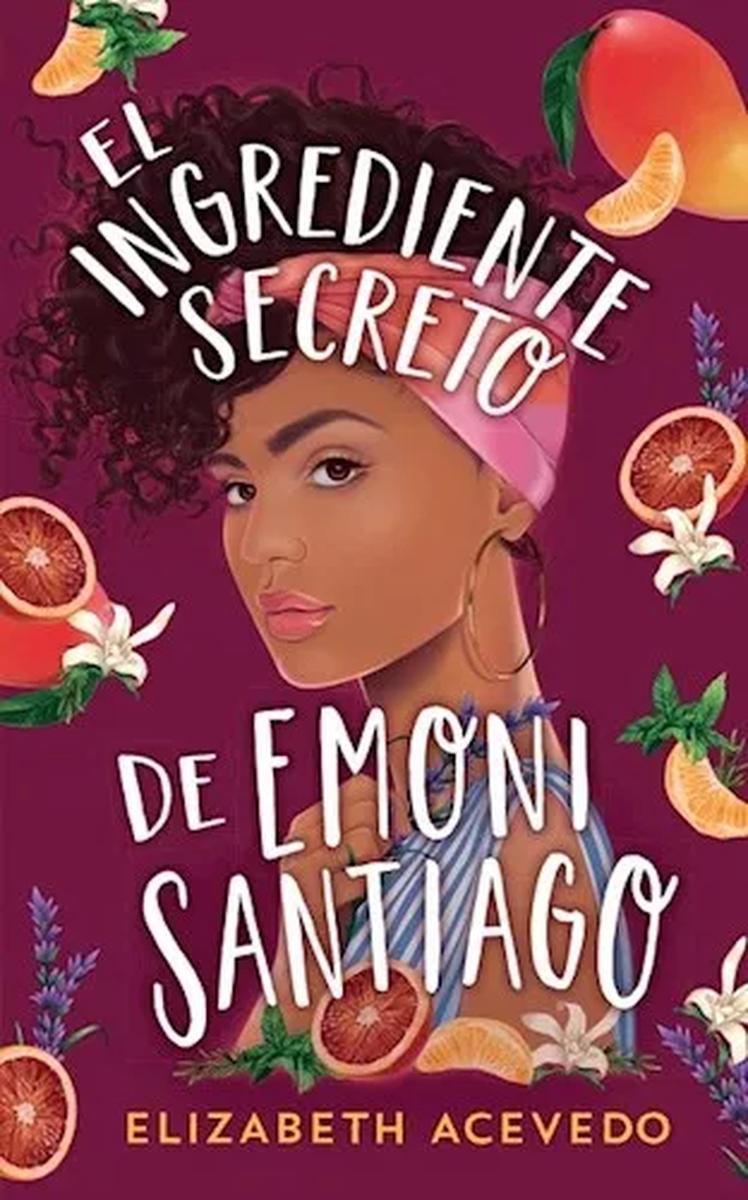 EL
INGREDIENTE
SECRETO
DE EMONI
SANTIAGO
ELIZABETH ACEVEDO